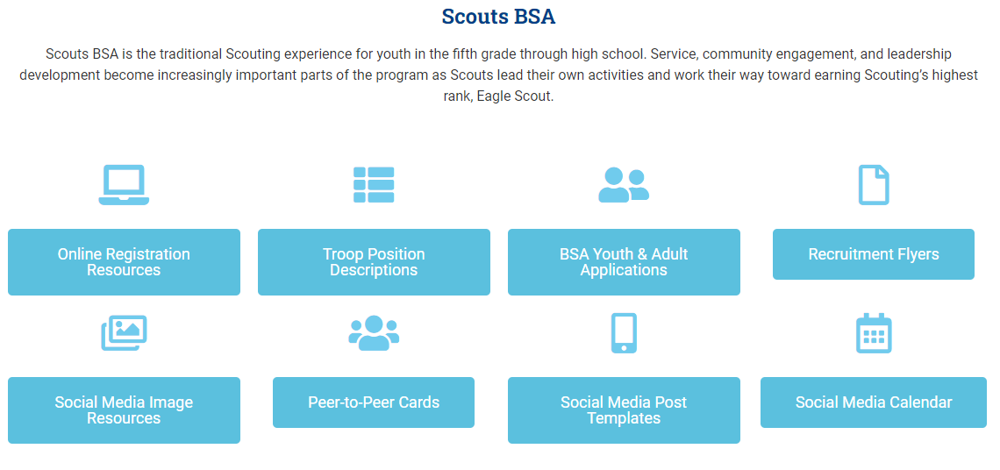 Scouts BSA
Scouts BSA is the traditional Scouting experience for youth in the fifth grade through high school. Service, community engagement, and leadership
development become increasingly important parts of the program as Scouts lead their own activities and work their way toward earning Scouting's highest
rank, Eagle Scout.
Online Registration
Resources
Troop Position
Descriptions
BSA Youth & Adult
Applications
Recruitment Flyers
Social Media Image
Resources
Peer-to-Peer Cards
Social Media Post
Templates
Social Media Calendar